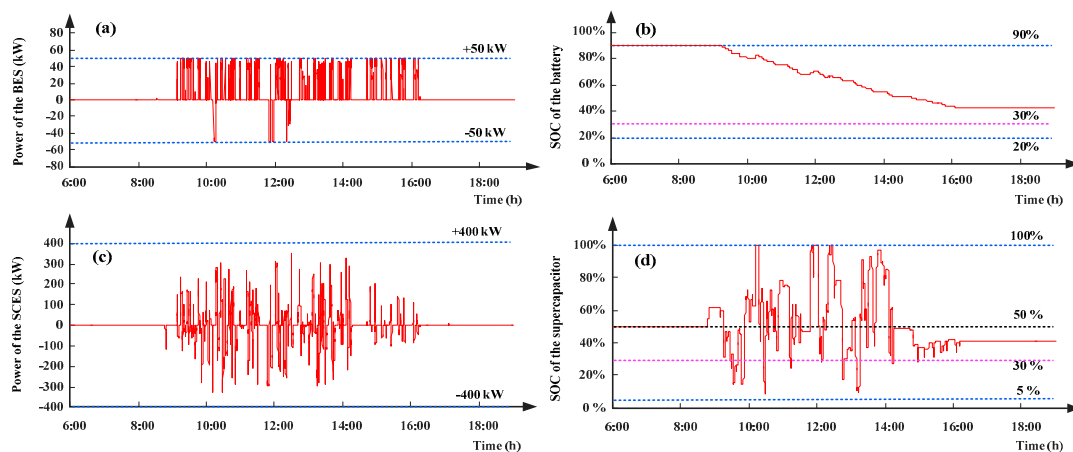 (a)
Power of the BES (kW)
80
60
40
20
0
-20
-40
-60
-80
+50 kW
-50 kW
6:00 8:00 10:00 12:00 14:00 16:00 18:00
Time (h)
(b)
SOC of the battery
100%
80%
60%
40%
20%
0 %
90%
30%
20%
6:00 8:00 10:00 12:00 14:00 16:00 18:00
Time (h)
(c)
Power of the SCES (kW)
400
300
200
100
0
-100
-200
-300
-400
+400 kW
-400 kW
6:00 8:00 10:00 12:00 14:00 16:00 18:00
Time (h)
(d)
SOC of the supercapacitor
100%
80%
60%
40%
20%
0 %
100%
50 %
30 %
5 %
6:00 8:00 10:00 12:00 14:00 16:00 18:00
Time (h)